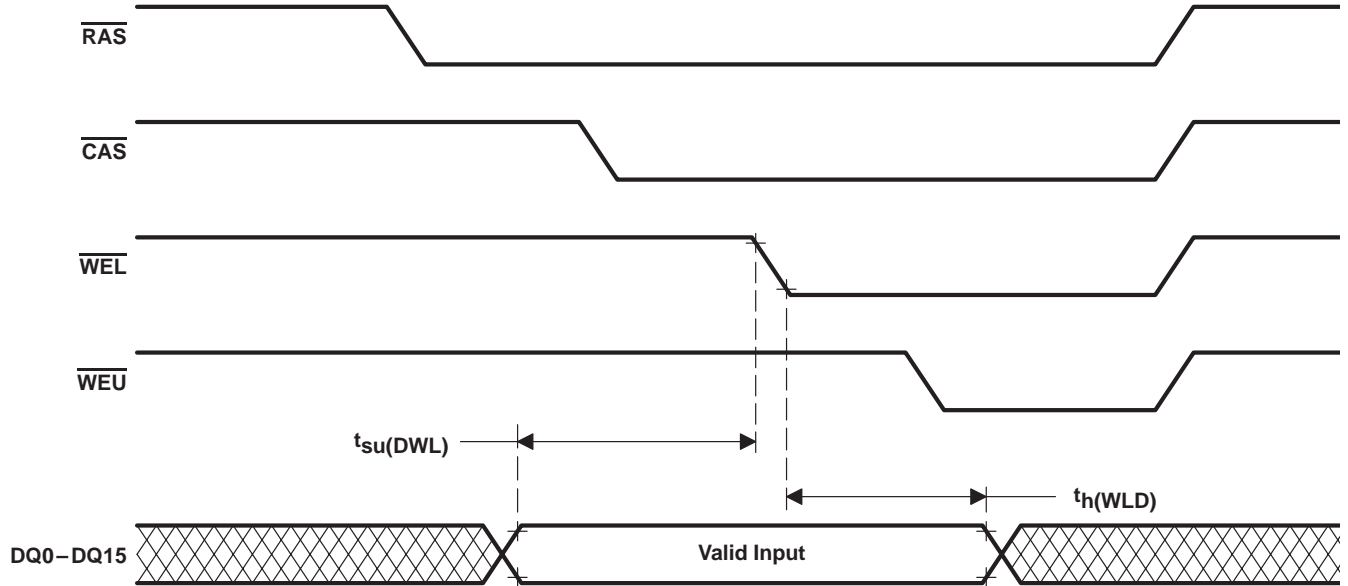 RAS
CAS
WEL
WEU
tsu(DWL)
th(WLD)
DQ0–DQ15
Valid Input